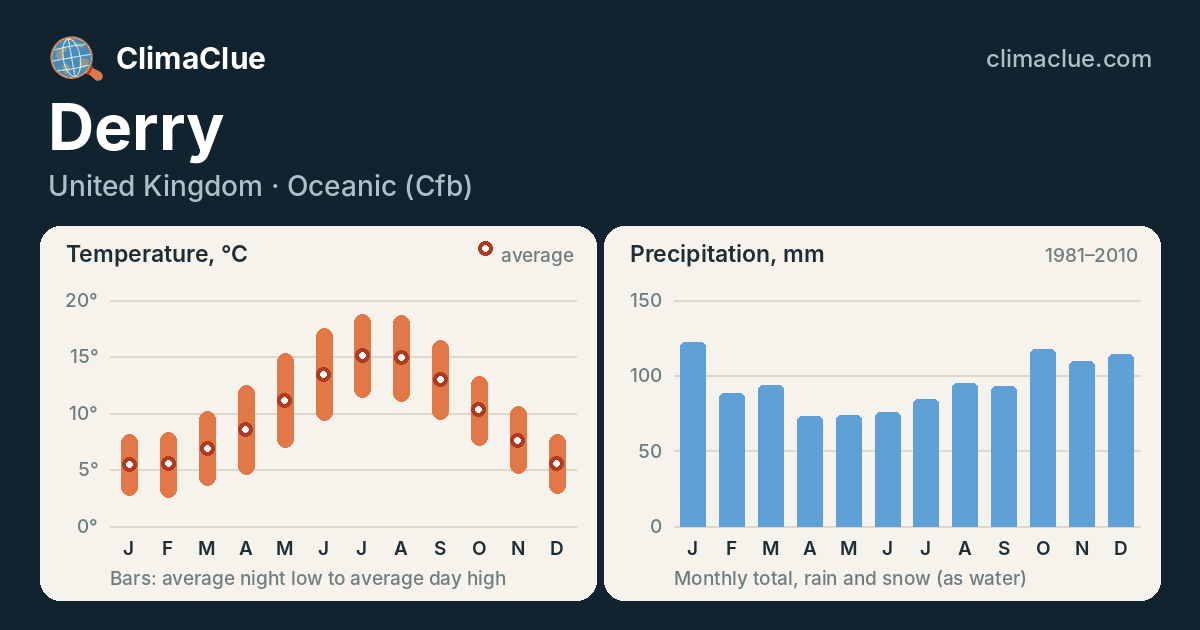 ClimaClue
climaclue.com
Derry
United Kingdom · Oceanic (Cfb)
Temperature, °C
average
20°
15°
10°
5°
0°
J F M A M J J A S O N D
Bars: average night low to average day high
Precipitation, mm
1981–2010
150
100
50
0
J F M A M J J A S O N D
Monthly total, rain and snow (as water)